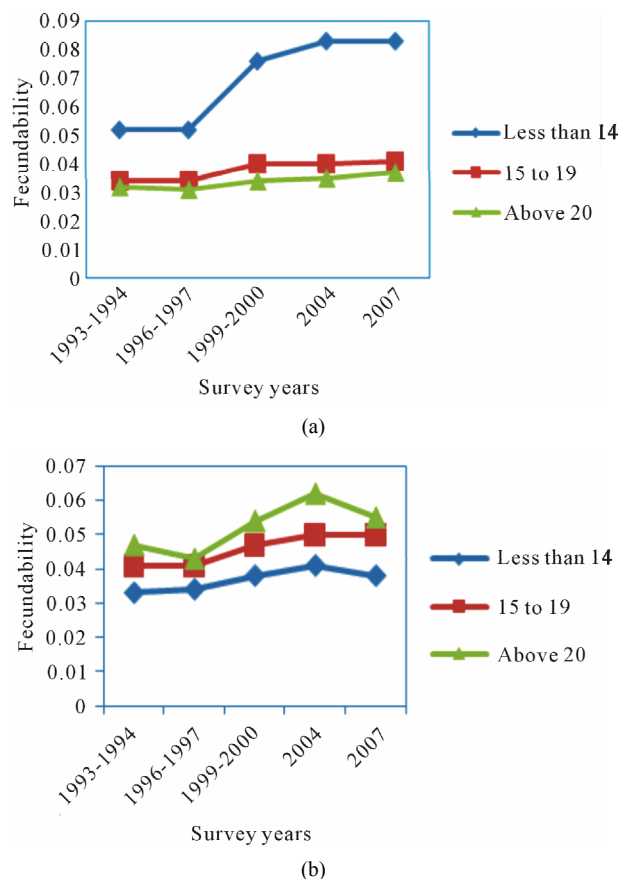 0.09
0.08
0.07
0.06
0.05
0.04
0.03
0.02
0.01
0
Fecundability
1993-1994
1996-1997
1999-2000
2004
2007
Survey years
Less than 14
15 to 19
Above 20
(a)
0.07
0.06
0.05
0.04
0.03
0.02
0.01
0
Fecundability
1993-1994
1996-1997
1999-2000
2004
2007
Survey years
Less than 14
15 to 19
Above 20
(b)